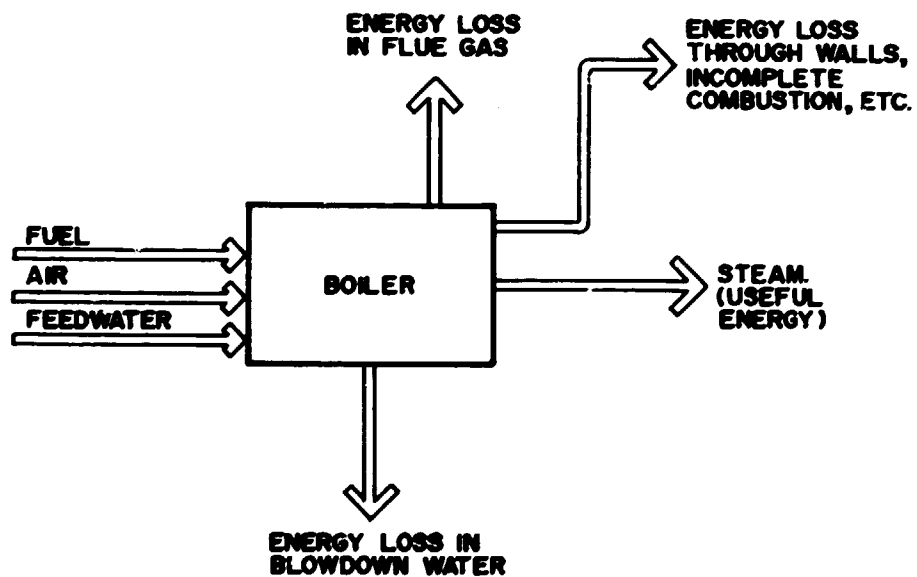 ENERGY LOSS
IN FLUE GAS
ENERGY LOSS
THROUGH WALLS,
INCOMPLETE
COMBUSTION, ETC.
FUEL
AIR
FEEDWATER
BOILER
STEAM.
(USEFUL
ENERGY)
ENERGY LOSS IN
BLOWDOWN WATER